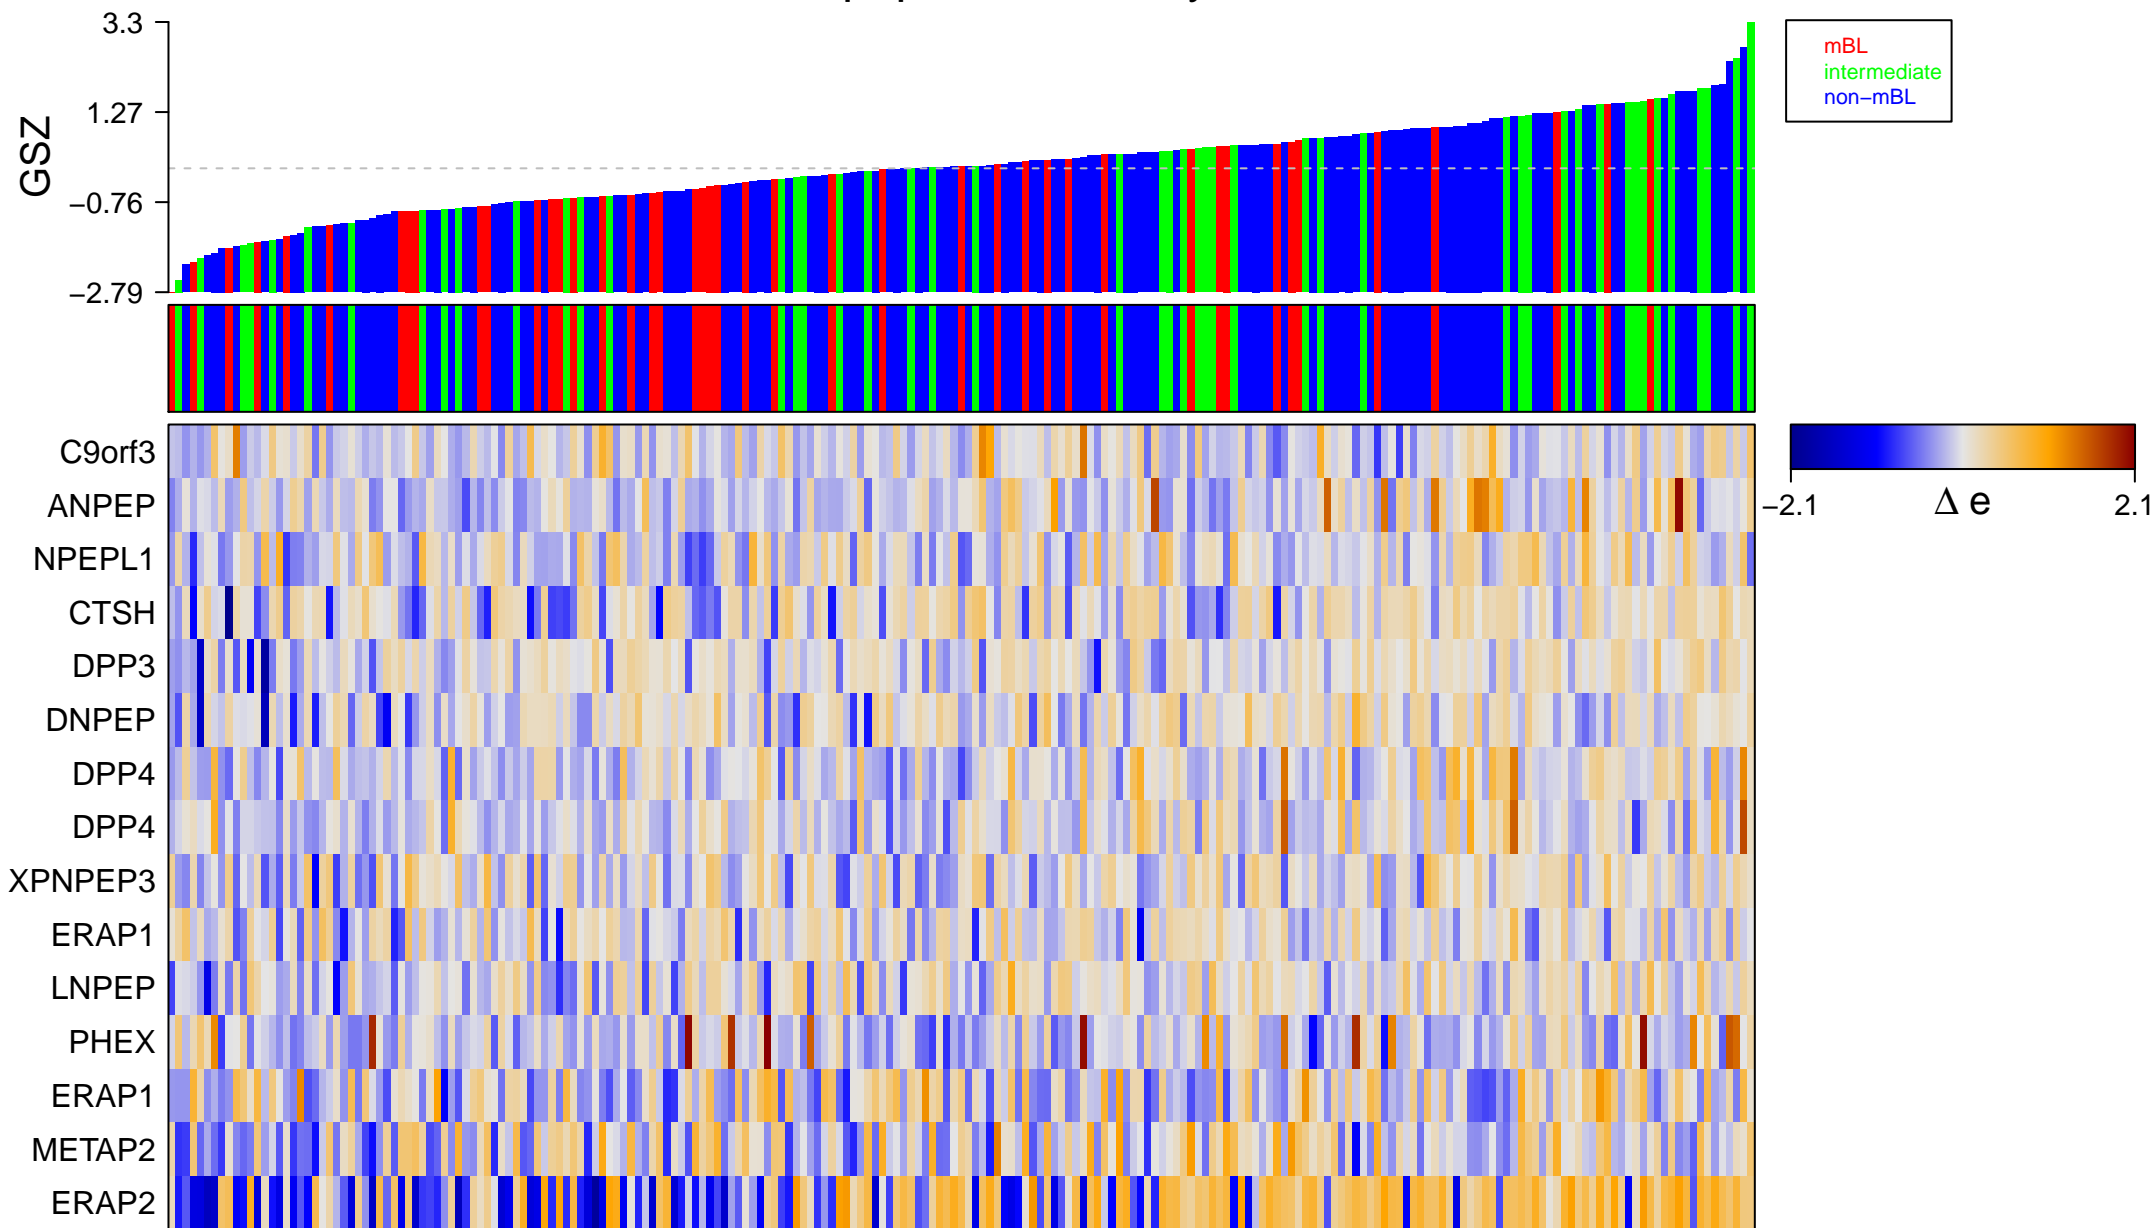 3.3
1.27
−0.76
−2.79
GSZ
mBL
intermediate
non−mBL
C9orf3
ANPEP
NPEPL1
CTSH
DPP3
DNPEP
DPP4
DPP4
XPNPEP3
ERAP1
LNPEP
PHEX
ERAP1
METAP2
ERAP2
−2.1
Δ e
2.1